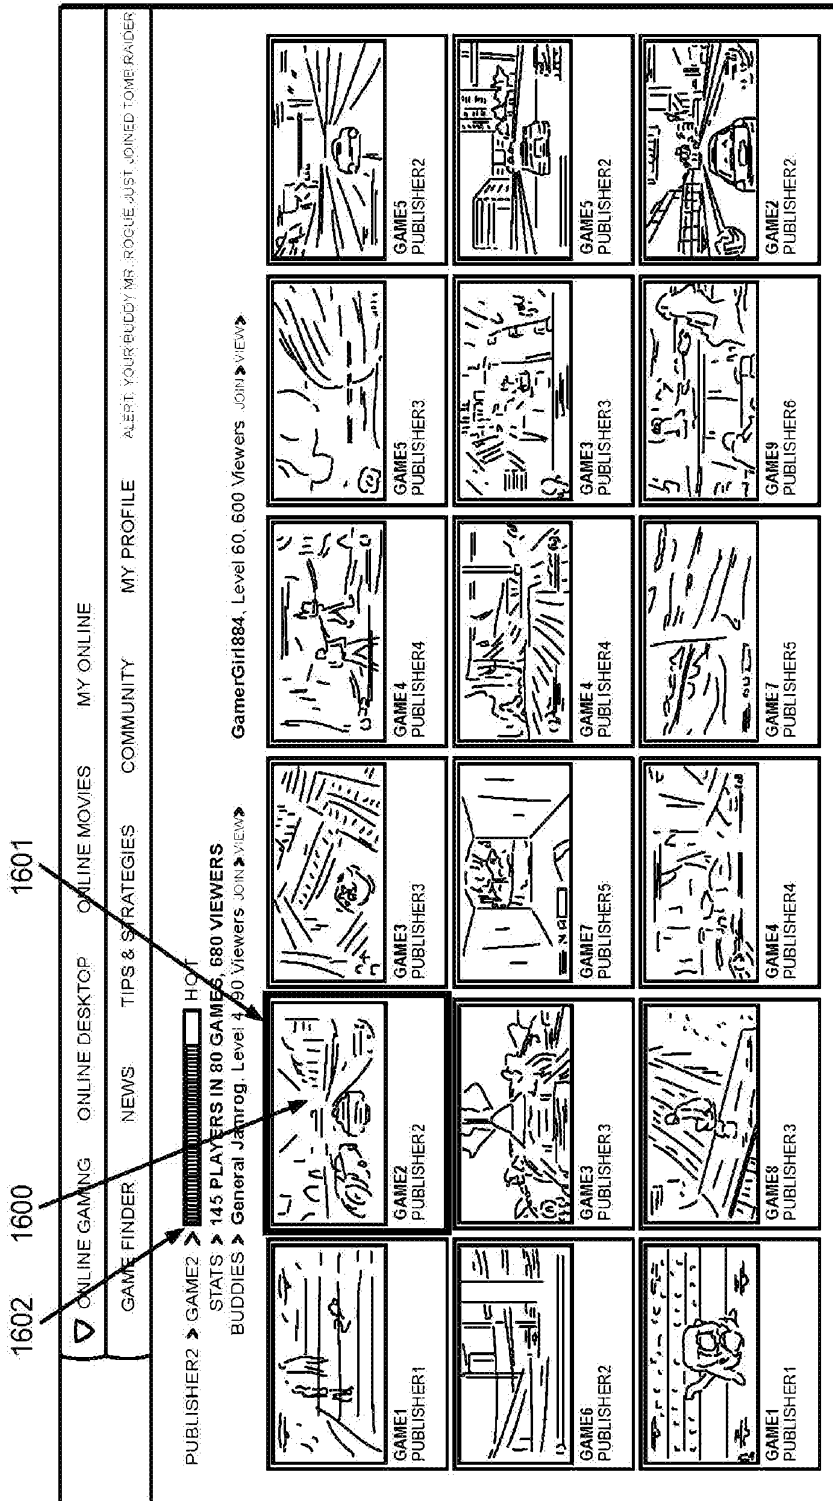 1602
1600
1601
ONLINE GAMING ONLINE DESKTOP ONLINE MOVIES MY ONLINE
GAME FINDER NEWS TIPS & STRATEGIES COMMUNITY MY PROFILE ALERT: YOUR BUDDY MR. ROGUE JUST JOINED TOMB RAIDER
PUBLISHER2 > GAME2 > HOT
STATS > 145 PLAYERS IN 80 GAMES, 680 VIEWERS
BUDDIES > General Jamrog, Level 4, 90 Viewers JOIN > VIEW > GamerGirl884, Level 60, 600 Viewers JOIN > VIEW >
GAME1 GAME2 GAME3 GAME4 GAME5 GAME5
PUBLISHER1 PUBLISHER2 PUBLISHER3 PUBLISHER4 PUBLISHER3 PUBLISHER2
GAME6 GAME3 GAME7 GAME4 GAME3 GAME5
PUBLISHER2 PUBLISHER3 PUBLISHER5 PUBLISHER4 PUBLISHER3 PUBLISHER2
GAME1 GAME8 GAME4 GAME7 GAME9 GAME2
PUBLISHER1 PUBLISHER3 PUBLISHER4 PUBLISHER5 PUBLISHER6 PUBLISHER2